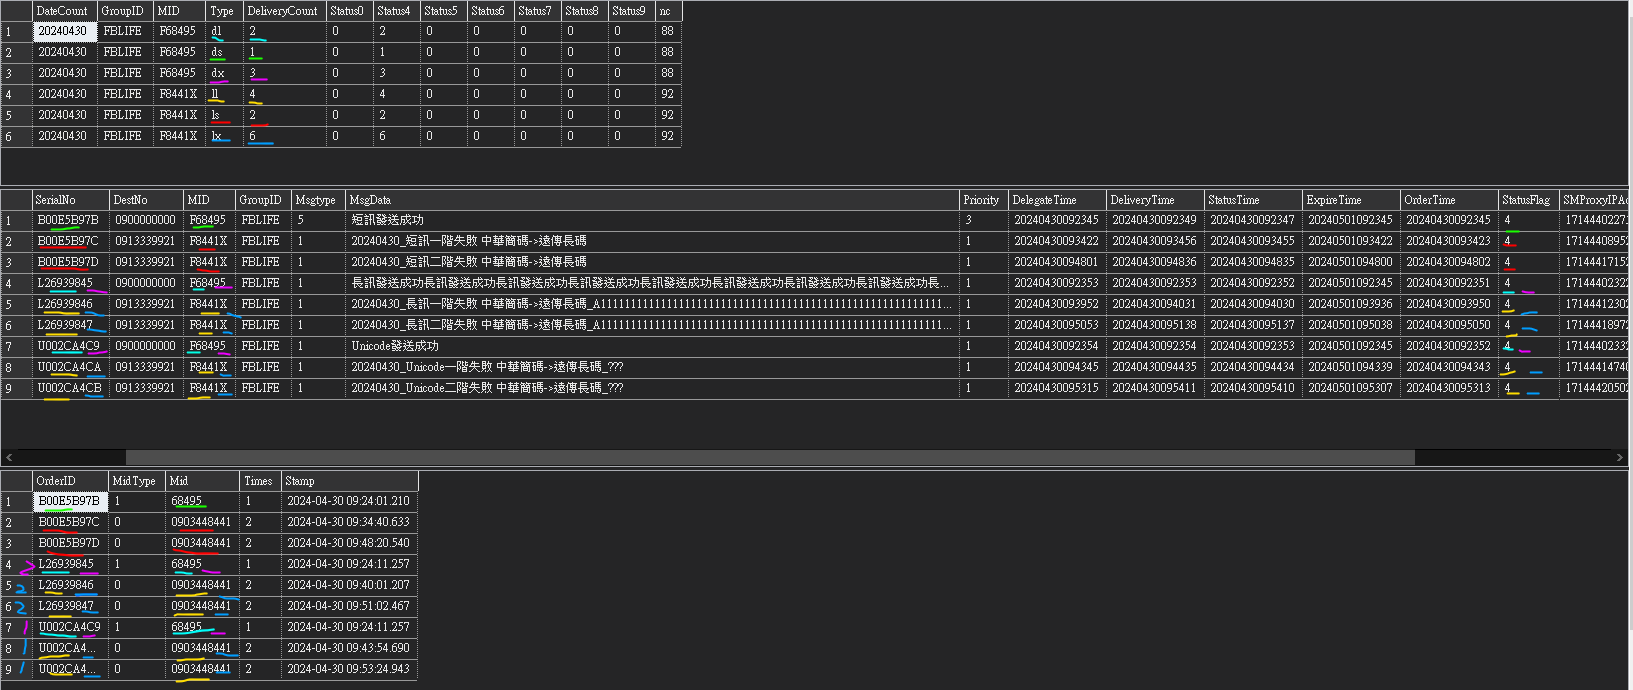 DateCount GroupID MID Type DeliveryCount Status0 Status4 Status5 Status6 Status7 Status8 Status9 nc
1 20240430 FBLIFE F68495 dl 2 0 2 0 0 0 0 0 88
2 20240430 FBLIFE F68495 ds 1 0 1 0 0 0 0 0 88
3 20240430 FBLIFE F68495 dx 3 0 3 0 0 0 0 0 88
4 20240430 FBLIFE F8441X ll 4 0 4 0 0 0 0 0 92
5 20240430 FBLIFE F8441X ls 2 0 2 0 0 0 0 0 92
6 20240430 FBLIFE F8441X lx 6 0 6 0 0 0 0 0 92
SerialNo DestNo MID GroupID Msgtype MsgData Priority DelegateTime DeliveryTime StatusTime ExpireTime OrderTime StatusFlag SMProxyIPAd
1 B00E5B97B 0900000000 F68495 FBLIFE 5 短訊發送成功 3 20240430092345 20240430092349 20240430092347 20240501092345 20240430092345 4 17144402273
2 B00E5B97C 0913339921 F8441X FBLIFE 1 20240430_短訊一階失敗 中華簡碼->遠傳長碼 1 20240430093422 20240430093456 20240430093455 20240501093422 20240430093423 4 17144408952
3 B00E5B97D 0913339921 F8441X FBLIFE 1 20240430_短訊二階失敗 中華簡碼->遠傳長碼 1 20240430094801 20240430094836 20240430094835 20240501094800 20240430094802 4 17144417152
4 L26939845 0900000000 F68495 FBLIFE 1 長訊發送成功長訊發送成功長訊發送成功長訊發送成功長訊發送成功長訊發送成功長訊發送成功長訊發送成功長... 1 20240430092353 20240430092353 20240430092352 20240501092345 20240430092351 4 17144402322
5 L26939846 0913339921 F8441X FBLIFE 1 20240430_長訊一階失敗 中華簡碼->遠傳長碼_A11111111111111111111111111111111111111111111... 1 20240430093952 20240430094031 20240430094030 20240501093936 20240430093950 4 17144412302
6 L26939847 0913339921 F8441X FBLIFE 1 20240430_長訊二階失敗 中華簡碼->遠傳長碼_A11111111111111111111111111111111111111111111... 1 20240430095053 20240430095138 20240430095137 20240501095038 20240430095050 4 17144418972
7 U002CA4C9 0900000000 F68495 FBLIFE 1 Unicode發送成功 1 20240430092354 20240430092354 20240430092353 20240501092345 20240430092352 4 17144402332
8 U002CA4CA 0913339921 F8441X FBLIFE 1 20240430_Unicode一階失敗 中華簡碼->遠傳長碼_??? 1 20240430094345 20240430094435 20240430094434 20240501094339 20240430094343 4 17144414740
9 U002CA4CB 0913339921 F8441X FBLIFE 1 20240430_Unicode二階失敗 中華簡碼->遠傳長碼_??? 1 20240430095315 20240430095411 20240430095410 20240501095307 20240430095313 4 17144420502
OrderID MidType Mid Times Stamp
1 B00E5B97B 1 68495 1 2024-04-30 09:24:01.210
2 B00E5B97C 0 0903448441 2 2024-04-30 09:34:40.633
3 B00E5B97D 0 0903448441 2 2024-04-30 09:48:20.540
4 2 L26939845 1 68495 1 2024-04-30 09:24:11.257
5 2 L26939846 0 0903448441 2 2024-04-30 09:40:01.207
6 2 L26939847 0 0903448441 2 2024-04-30 09:51:02.467
7 1 U002CA4C9 1 68495 1 2024-04-30 09:24:11.257
8 1 U002CA4... 0 0903448441 2 2024-04-30 09:43:54.690
9 1 U002CA4... 0 0903448441 2 2024-04-30 09:53:24.943